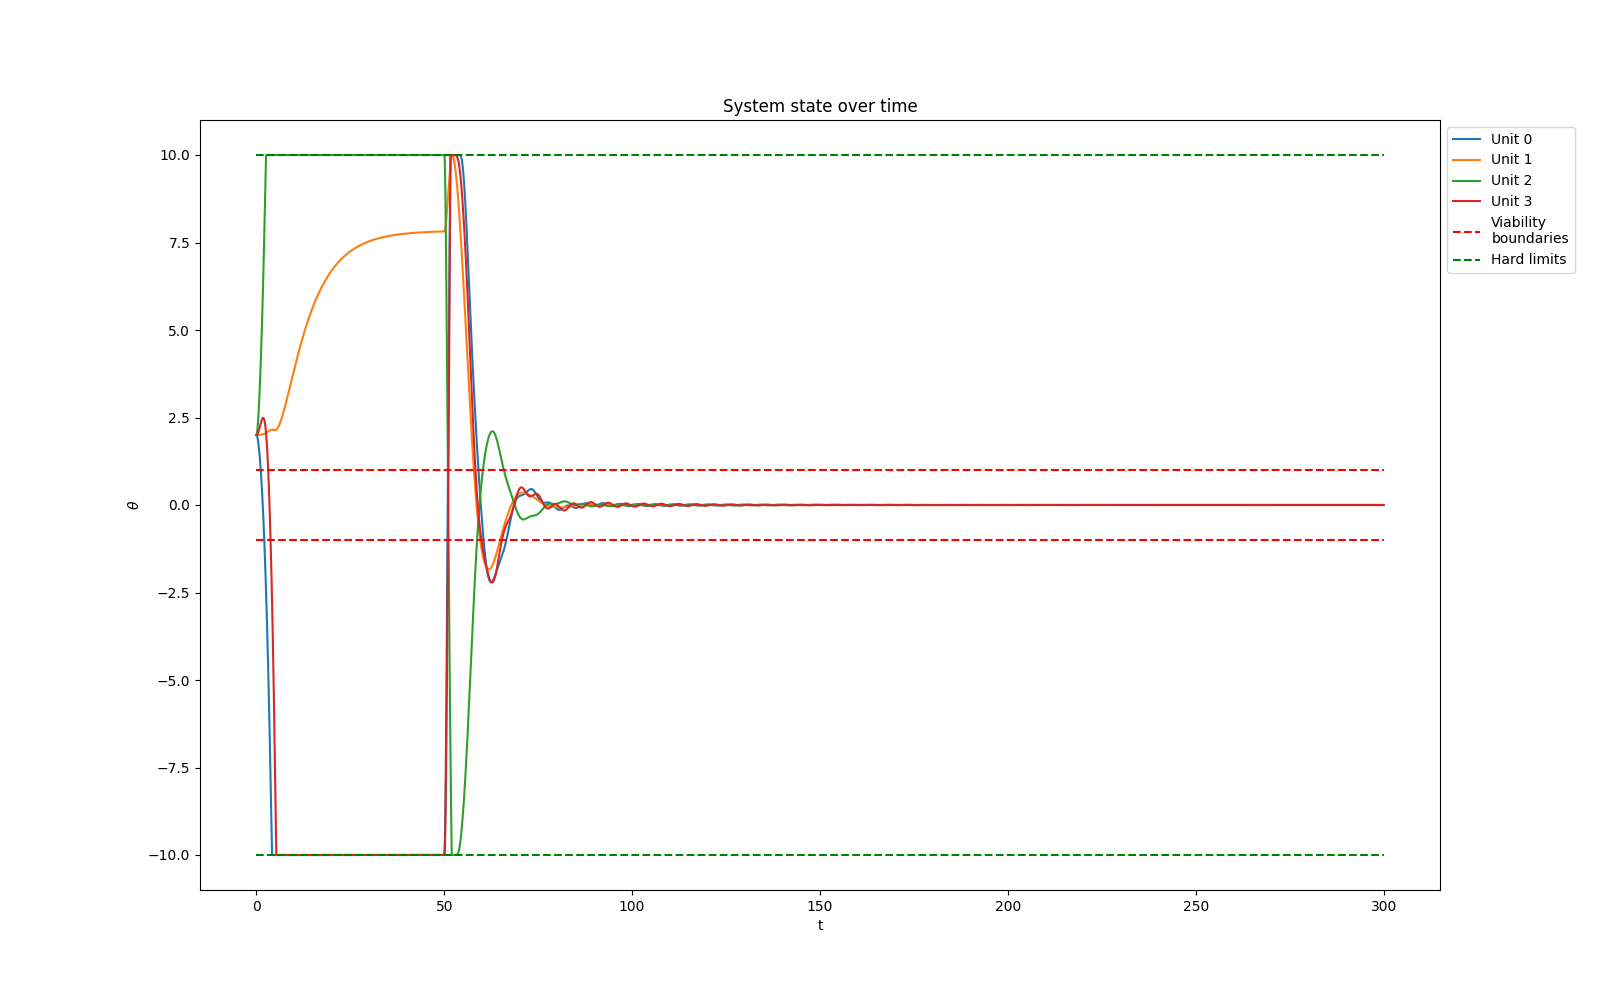 System state over time
10.0
7.5
5.0
2.5
0.0
−2.5
−5.0
−7.5
−10.0
θ
0
50
100
150
200
250
300
t
Unit 0
Unit 1
Unit 2
Unit 3
Viability
boundaries
Hard limits